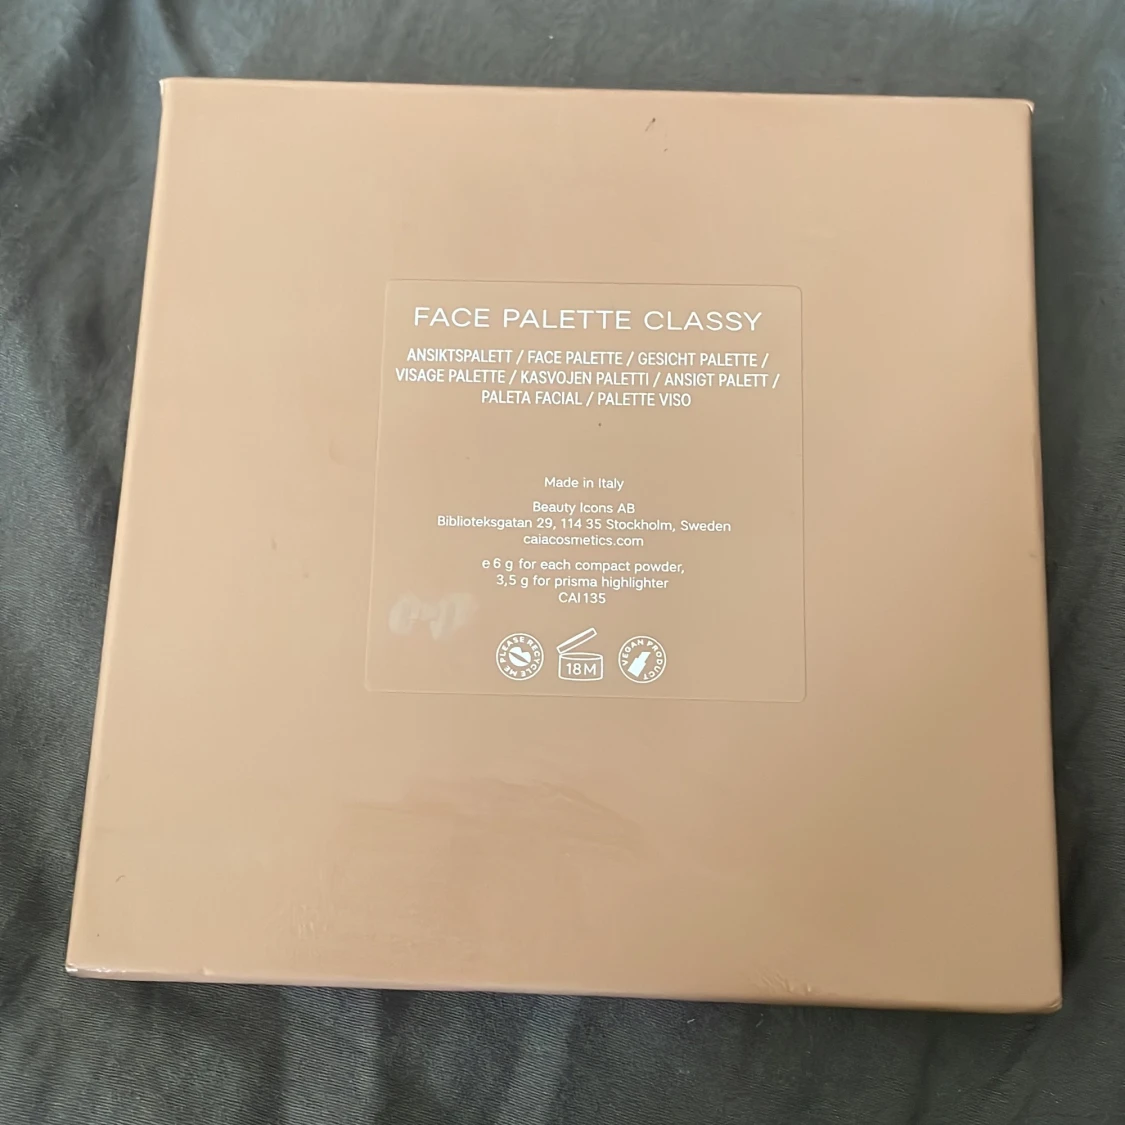 FACE PALETTE CLASSY
ANSIKTSPALETT / FACE PALETTE / GESICHT PALETTE /
VISAGE PALETTE / KASVOJEN PALETTI / ANSIGT PALETT /
PALETA FACIAL / PALETTE VISO
Made in Italy
Beauty Icons AB
Biblioteksgatan 29, 114 35 Stockholm, Sweden
caiacosmetics.com
e 6 g for each compact powder,
3,5 g for prisma highlighter
CAI135
PLEASE RECYCLE ME
18M
VEGAN PRODUCT